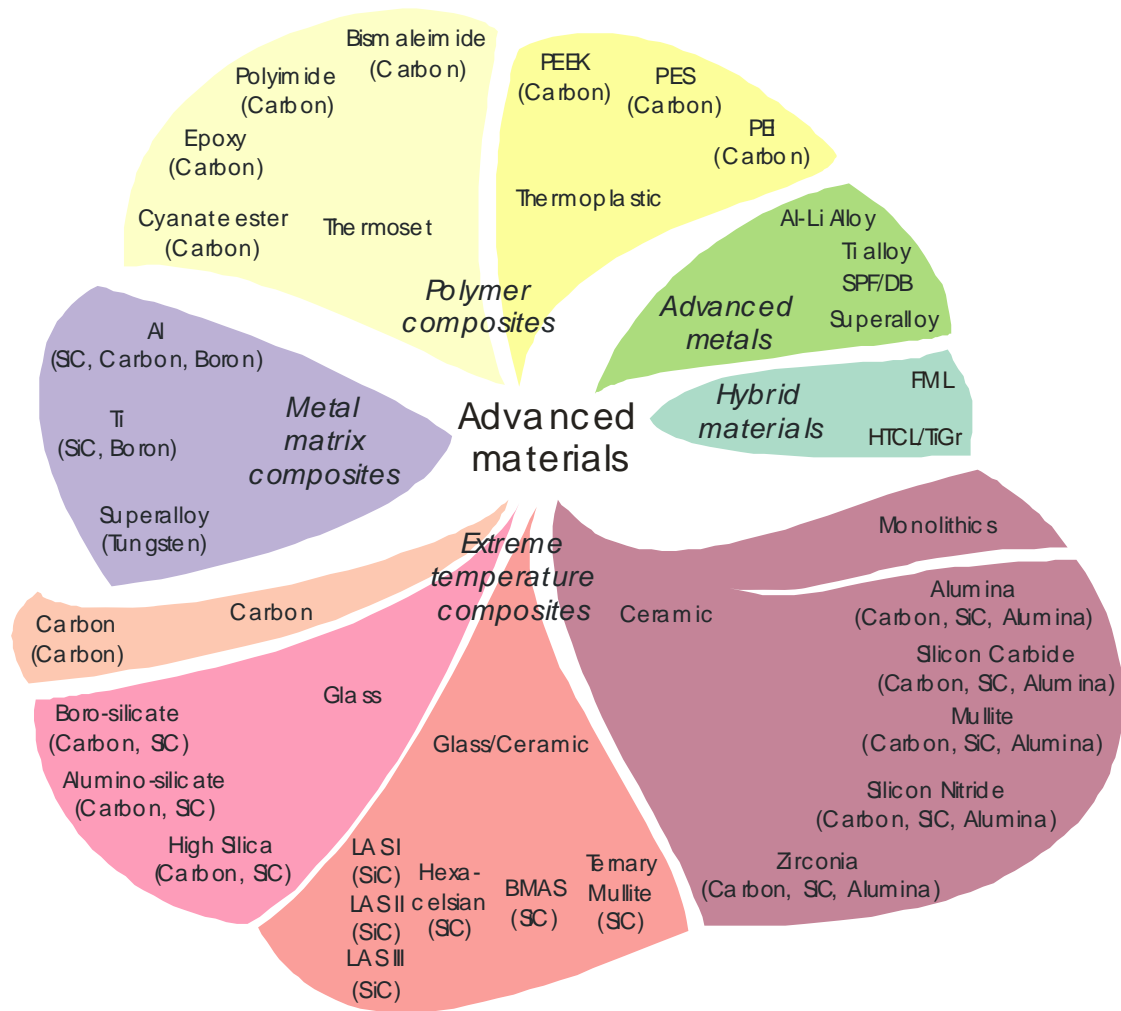 Bismaleimide
(Carbon)
Polyimide
(Carbon)
Epoxy
(Carbon)
Cyanate ester
(Carbon)
Thermoset
PEEK
(Carbon)
PES
(Carbon)
PEI
(Carbon)
Thermoplastic
Polymer
composites
Al-Li Alloy
Ti alloy
SPF/DB
Superalloy
Advanced
metals
FML
HTCL/TiGr
Hybrid
materials
Al
(SiC, Carbon, Boron)
Ti
(SiC, Boron)
Superalloy
(Tungsten)
Metal
matrix
composites
Advanced
materials
Extreme
temperature
composites
Carbon
Carbon
(Carbon)
Glass
Boro-silicate
(Carbon, SiC)
Alumino-silicate
(Carbon, SiC)
High Silica
(Carbon, SiC)
Glass/Ceramic
LAS I
(SiC)
LAS II
(SiC)
LAS III
(SiC)
Hexa-
celsian
(SiC)
BMAS
(SiC)
Ternary
Mullite
(SiC)
Monolithics
Ceramic
Alumina
(Carbon, SiC, Alumina)
Silicon Carbide
(Carbon, SiC, Alumina)
Mullite
(Carbon, SiC, Alumina)
Silicon Nitride
(Carbon, SiC, Alumina)
Zirconia
(Carbon, SiC, Alumina)